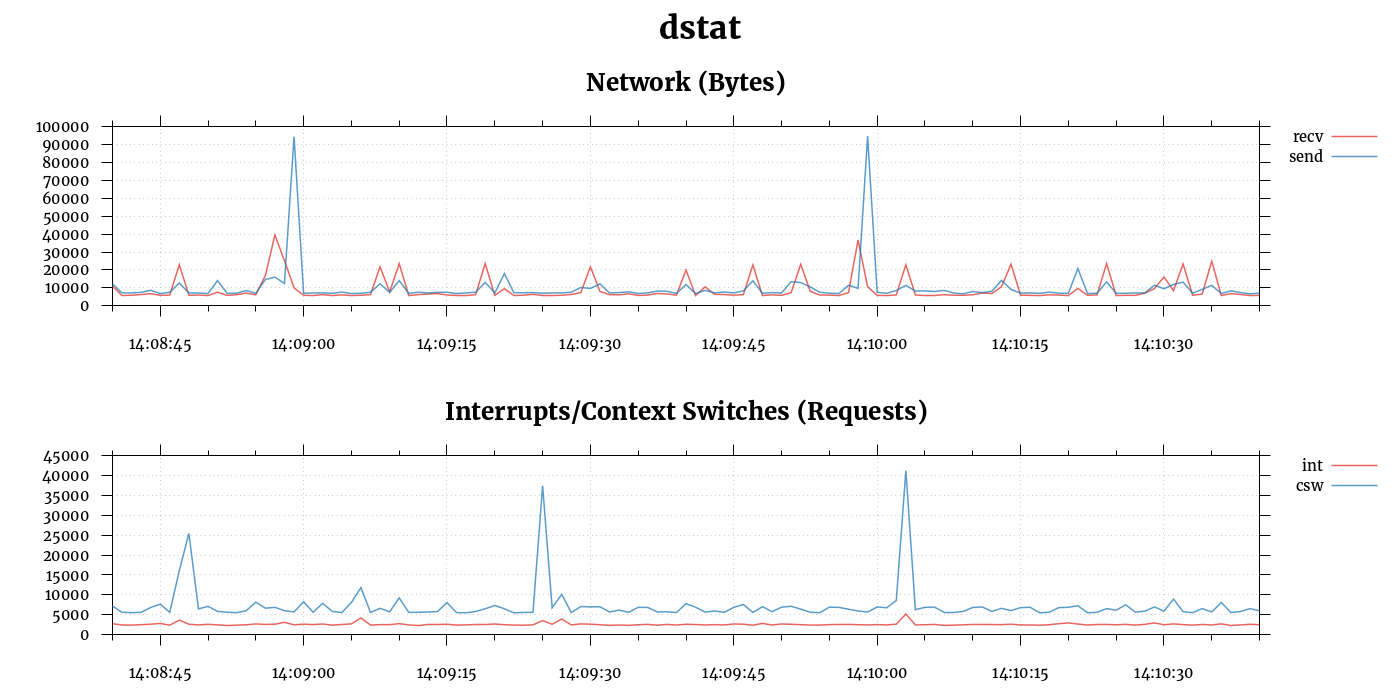 dstat
Network (Bytes)
100000
90000
80000
70000
60000
50000
40000
30000
20000
10000
0
recv
send
14:08:45 14:09:00 14:09:15 14:09:30 14:09:45 14:10:00 14:10:15 14:10:30
Interrupts/Context Switches (Requests)
45000
40000
35000
30000
25000
20000
15000
10000
5000
0
int
csw
14:08:45 14:09:00 14:09:15 14:09:30 14:09:45 14:10:00 14:10:15 14:10:30